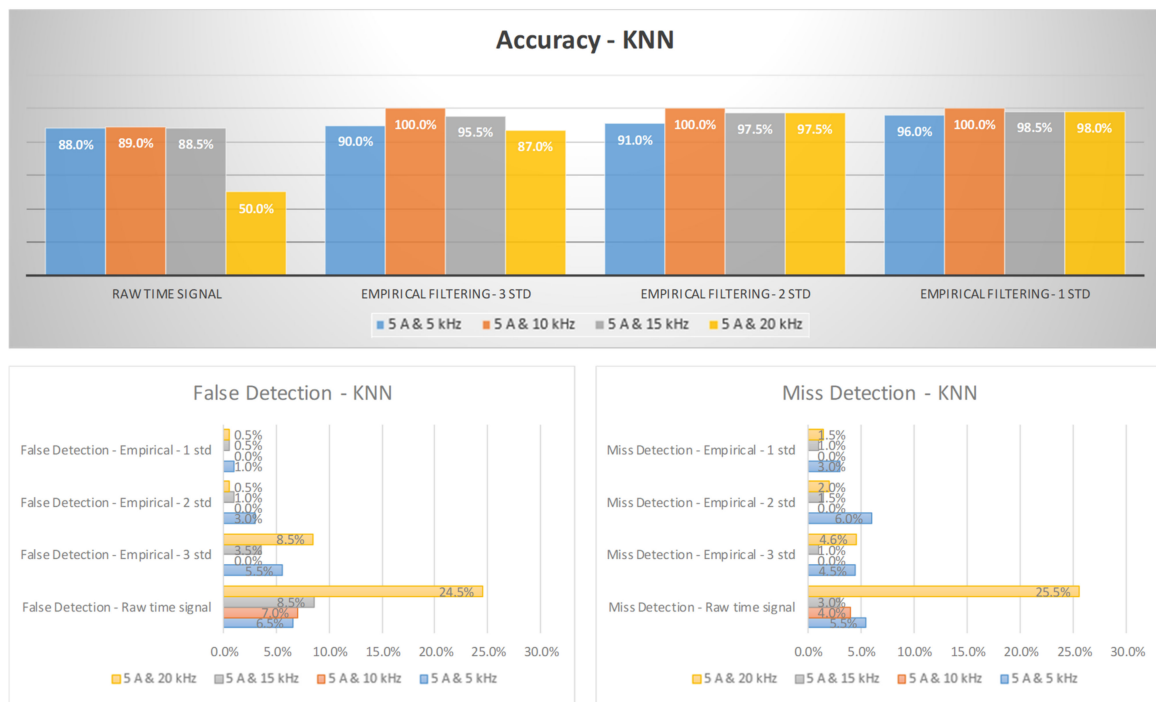 Accuracy - KNN
88.0% 89.0% 88.5% 50.0% 90.0% 100.0% 95.5% 87.0% 91.0% 100.0% 97.5% 97.5% 96.0% 100.0% 98.5% 98.0%
RAW TIME SIGNAL EMPIRICAL FILTERING - 3 STD EMPIRICAL FILTERING - 2 STD EMPIRICAL FILTERING - 1 STD
5 A & 5 kHz 5 A & 10 kHz 5 A & 15 kHz 5 A & 20 kHz
False Detection - KNN
0.5%
0.5%
False Detection - Empirical - 1 std
0.0%
1.0%
0.5%
1.0%
False Detection - Empirical - 2 std
0.0%
3.0%
8.5%
3.5%
False Detection - Empirical - 3 std
0.0%
5.5%
24.5%
8.5%
False Detection - Raw time signal
7.0%
6.5%
0.0% 5.0% 10.0% 15.0% 20.0% 25.0% 30.0%
5 A & 20 kHz 5 A & 15 kHz 5 A & 10 kHz 5 A & 5 kHz
Miss Detection - KNN
1.5%
1.0%
Miss Detection - Empirical - 1 std
0.0%
3.0%
2.0%
1.5%
Miss Detection - Empirical - 2 std
0.0%
6.0%
4.6%
1.0%
Miss Detection - Empirical - 3 std
0.0%
4.5%
25.5%
3.0%
Miss Detection - Raw time signal
4.0%
5.5%
0.0% 5.0% 10.0% 15.0% 20.0% 25.0% 30.0%
5 A & 20 kHz 5 A & 15 kHz 5 A & 10 kHz 5 A & 5 kHz